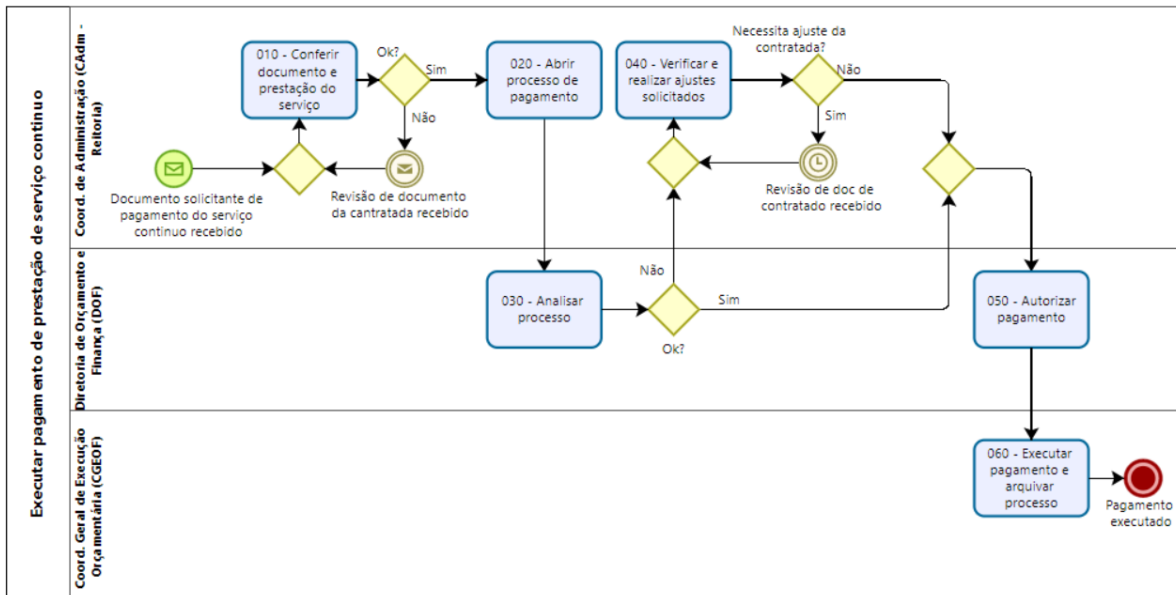 Executar pagamento de prestação de serviço continuo
Coord. de Administração (CAdm -
Reitoria)
010 - Conferir
documento e
prestação do
serviço
Ok?
Sim
Não
020 - Abrir
processo de
pagamento
040 - Verificar e
realizar ajustes
solicitados
Necessita ajuste da
contratada?
Não
Sim
Documento solicitante de
pagamento do serviço
continuo recebido
Revisão de documento
da cantratada recebido
Revisão de doc de
contratado recebido
Diretoria de Orçamento e
Finança (DOF)
030 - Analisar
processo
Não
Sim
Ok?
050 - Autorizar
pagamento
Coord. Geral de Execução
Orçamentária (CGEOF)
060 - Executar
pagamento e
arquivar
processo
Pagamento
executado